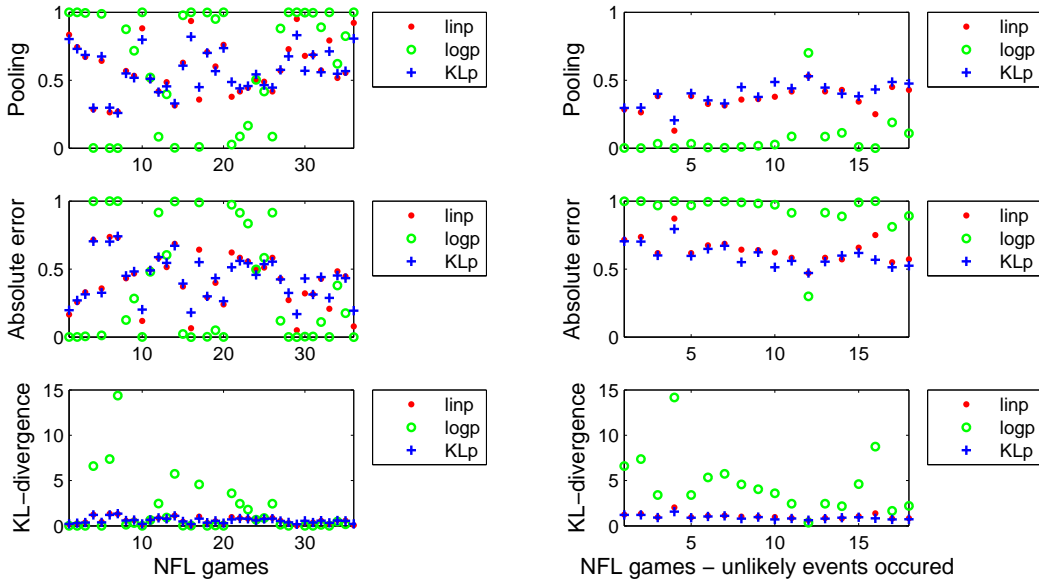 Pooling
1
0.5
0
10
20
30
linp
logp
KLp
Pooling
1
0.5
0
5
10
15
linp
logp
KLp
Absolute error
1
0.5
0
10
20
30
linp
logp
KLp
Absolute error
1
0.5
0
5
10
15
linp
logp
KLp
KL−divergence
15
10
5
0
10
20
30
NFL games
linp
logp
KLp
KL−divergence
15
10
5
0
5
10
15
NFL games − unlikely events occured
linp
logp
KLp